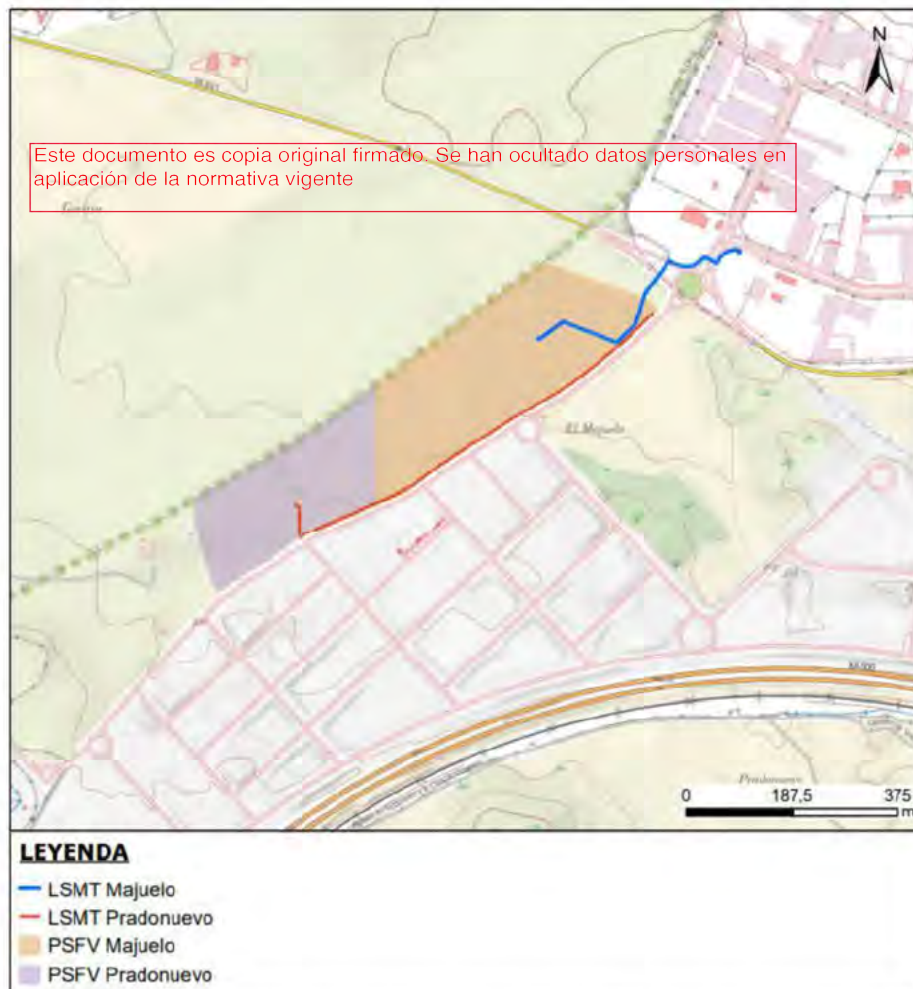 N
Este documento es copia original firmado. Se han ocultado datos personales en
aplicación de la normativa vigente
El Majuelo
Pradonuevo
0 187,5 375
m
LEYENDA
LSMT Majuelo
LSMT Pradonuevo
PSFV Majuelo
PSFV Pradonuevo